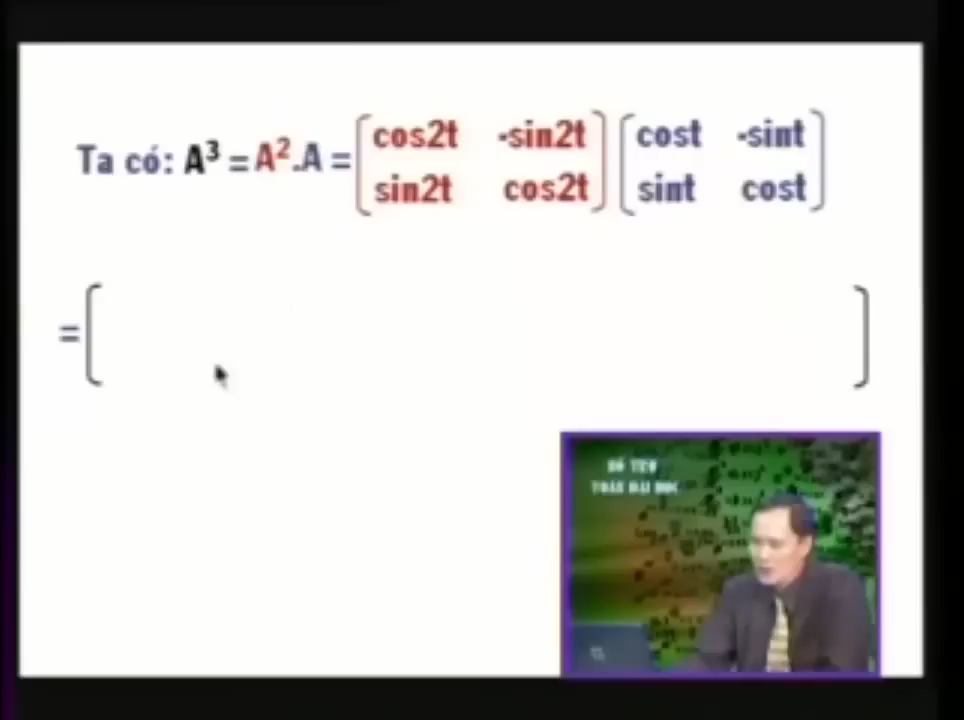 Ta có: A³ = A².A = [cos2t -sin2t; sin2t cos2t] [cost -sint; sint cost]
= [ ]